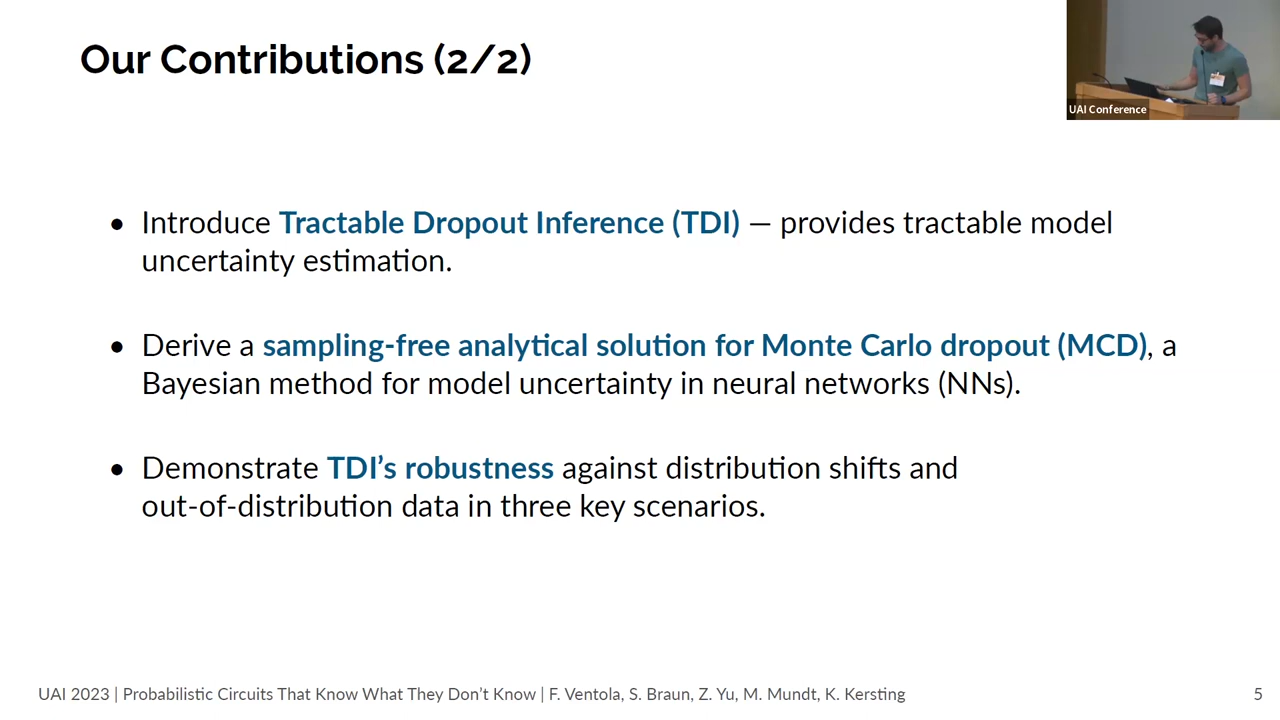 Our Contributions (2/2)
UAI Conference
• Introduce Tractable Dropout Inference (TDI) — provides tractable model
uncertainty estimation.
• Derive a sampling-free analytical solution for Monte Carlo dropout (MCD), a
Bayesian method for model uncertainty in neural networks (NNs).
• Demonstrate TDI’s robustness against distribution shifts and
out-of-distribution data in three key scenarios.
UAI 2023 | Probabilistic Circuits That Know What They Don’t Know | F. Ventola, S. Braun, Z. Yu, M. Mundt, K. Kersting
5